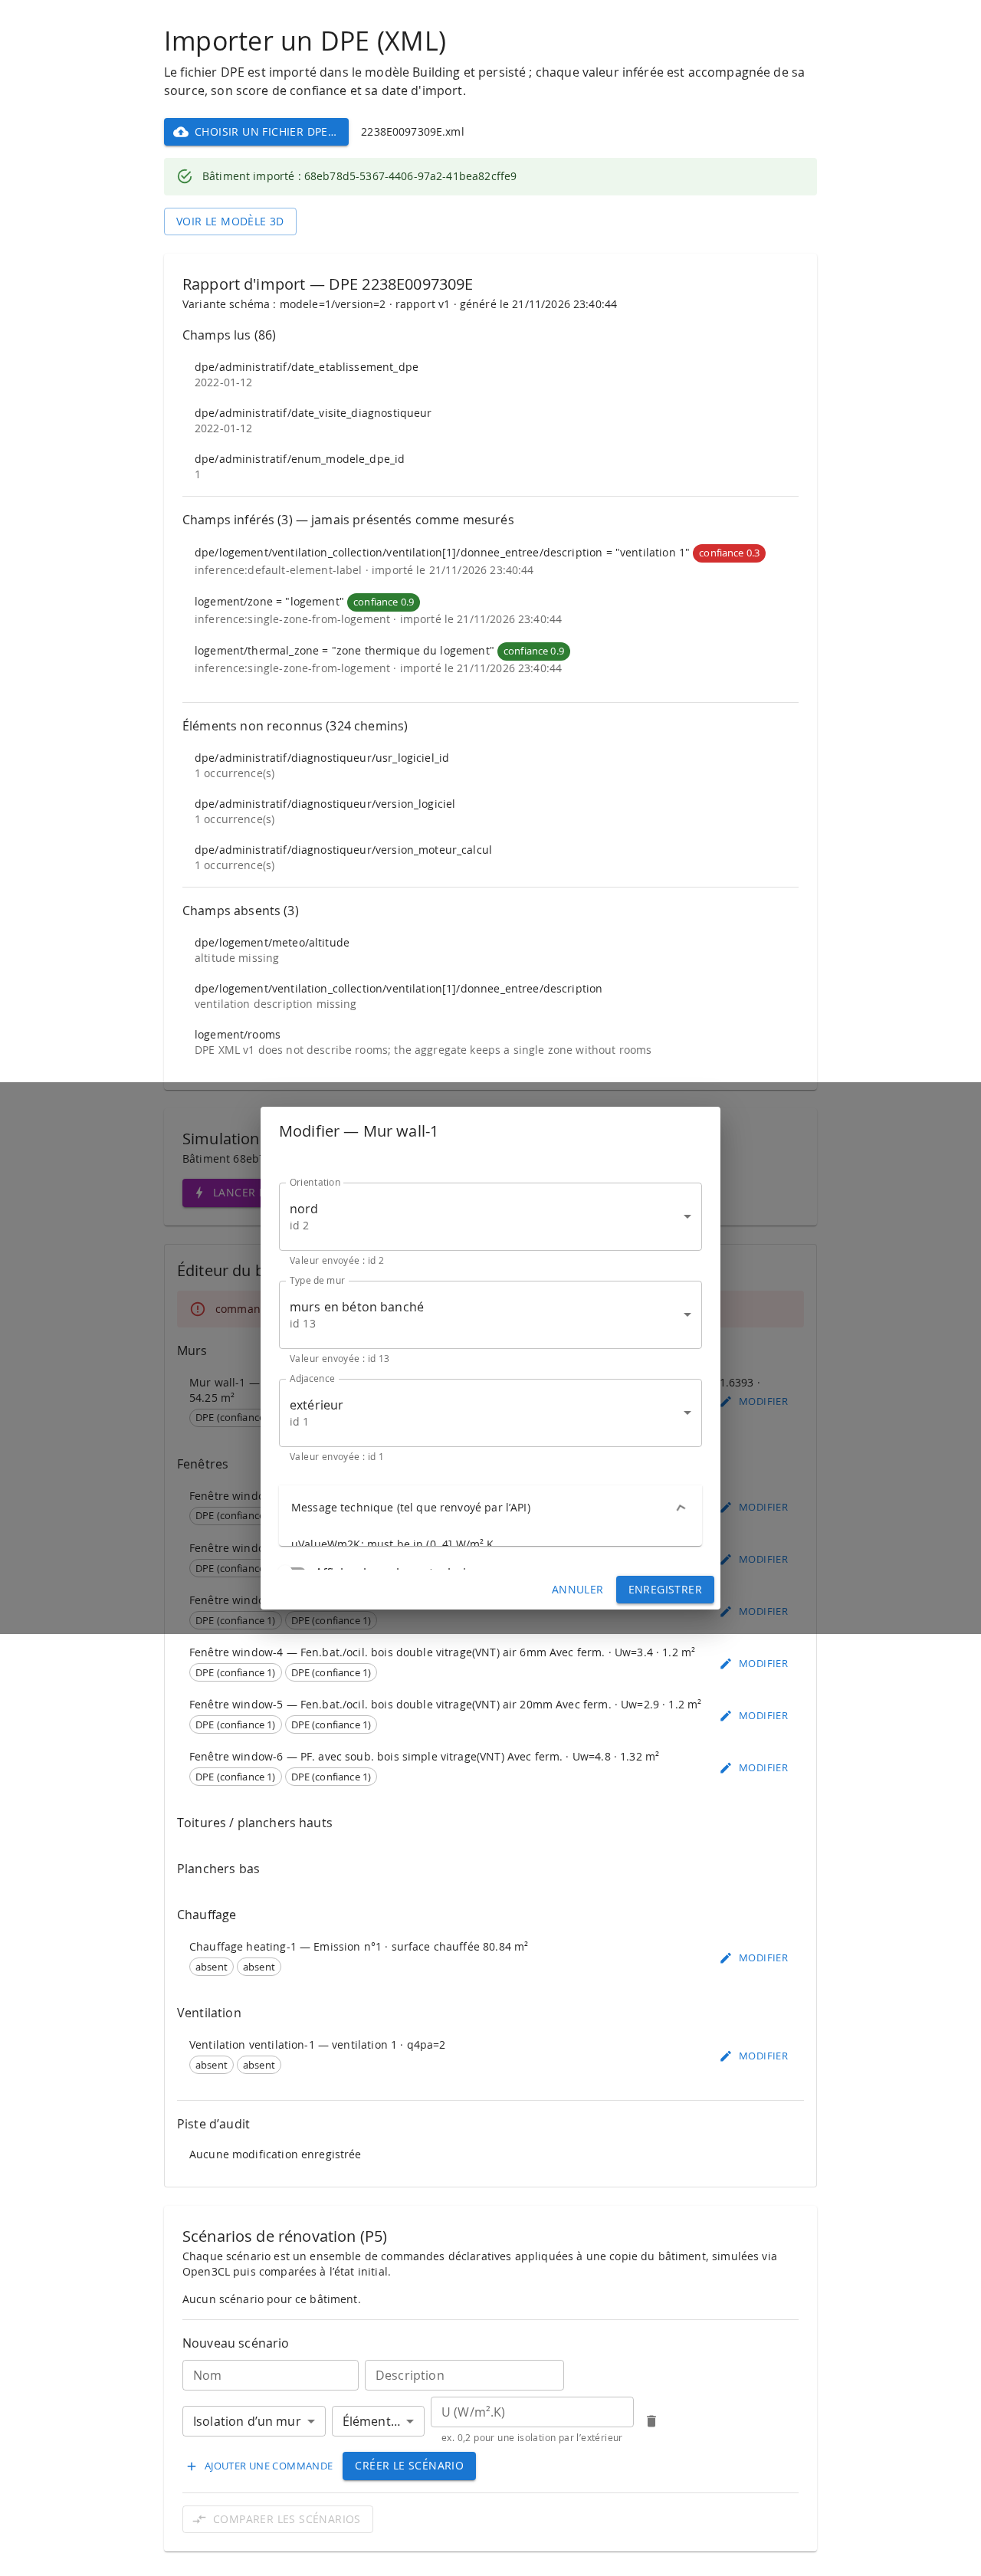 Importer un DPE (XML)
Le fichier DPE est importé dans le modèle Building et persisté ; chaque valeur inférée est accompagnée de sa
source, son score de confiance et sa date d'import.
CHOISIR UN FICHIER DPE… 2238E0097309E.xml
Bâtiment importé : 68eb78d5-5367-4406-97a2-41bea82cffe9
VOIR LE MODÈLE 3D
Rapport d'import — DPE 2238E0097309E
Variante schéma : modele=1/version=2 · rapport v1 · généré le 21/11/2026 23:40:44
Champs lus (86)
dpe/administratif/date_etablissement_dpe
2022-01-12
dpe/administratif/date_visite_diagnostiqueur
2022-01-12
dpe/administratif/enum_modele_dpe_id
1
Champs inférés (3) — jamais présentés comme mesurés
dpe/logement/ventilation_collection/ventilation[1]/donnee_entree/description = "ventilation 1" confiance 0.3
inference:default-element-label · importé le 21/11/2026 23:40:44
logement/zone = "logement" confiance 0.9
inference:single-zone-from-logement · importé le 21/11/2026 23:40:44
logement/thermal_zone = "zone thermique du logement" confiance 0.9
inference:single-zone-from-logement · importé le 21/11/2026 23:40:44
Éléments non reconnus (324 chemins)
dpe/administratif/diagnostiqueur/usr_logiciel_id
1 occurrence(s)
dpe/administratif/diagnostiqueur/version_logiciel
1 occurrence(s)
dpe/administratif/diagnostiqueur/version_moteur_calcul
1 occurrence(s)
Champs absents (3)
dpe/logement/meteo/altitude
altitude missing
dpe/logement/ventilation_collection/ventilation[1]/donnee_entree/description
ventilation description missing
logement/rooms
DPE XML v1 does not describe rooms; the aggregate keeps a single zone without rooms
Simulation
Bâtiment
LANCER
Éditeur du
Murs
Mur wall-1 — 1.6393 ·
54.25 m²
DPE (confiance
MODIFIER
Fenêtres
MODIFIER
DPE (confiance
MODIFIER
DPE (confiance
MODIFIER
DPE (confiance 1) DPE (confiance 1)
Modifier — Mur wall-1
Orientation
nord
id 2
Valeur envoyée : id 2
Type de mur
murs en béton banché
id 13
Valeur envoyée : id 13
Adjacence
extérieur
id 1
Valeur envoyée : id 1
Message technique (tel que renvoyé par l’API)
uValueWm2K: must be in (0, 4] W/m².K
ANNULER ENREGISTRER
Fenêtre window-4 — Fen.bat./ocil. bois double vitrage(VNT) air 6mm Avec ferm. · Uw=3.4 · 1.2 m²
DPE (confiance 1) DPE (confiance 1)
MODIFIER
Fenêtre window-5 — Fen.bat./ocil. bois double vitrage(VNT) air 20mm Avec ferm. · Uw=2.9 · 1.2 m²
DPE (confiance 1) DPE (confiance 1)
MODIFIER
Fenêtre window-6 — PF. avec soub. bois simple vitrage(VNT) Avec ferm. · Uw=4.8 · 1.32 m²
DPE (confiance 1) DPE (confiance 1)
MODIFIER
Toitures / planchers hauts
Planchers bas
Chauffage
Chauffage heating-1 — Emission n°1 · surface chauffée 80.84 m²
absent absent
MODIFIER
Ventilation
Ventilation ventilation-1 — ventilation 1 · q4pa=2
absent absent
MODIFIER
Piste d’audit
Aucune modification enregistrée
Scénarios de rénovation (P5)
Chaque scénario est un ensemble de commandes déclaratives appliquées à une copie du bâtiment, simulées via
Open3CL puis comparées à l’état initial.
Aucun scénario pour ce bâtiment.
Nouveau scénario
Nom Description
Isolation d’un mur Élément… U (W/m².K)
ex. 0,2 pour une isolation par l’extérieur
AJOUTER UNE COMMANDE CRÉER LE SCÉNARIO
COMPARER LES SCÉNARIOS